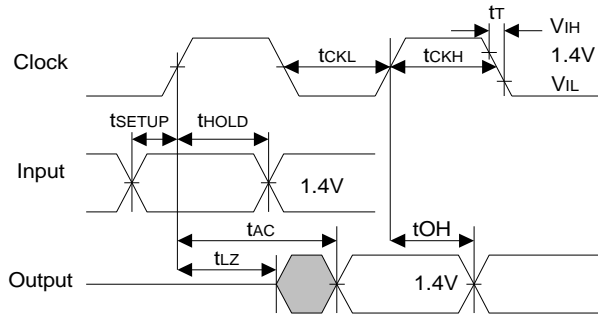 tT
VIH
Clock
tCKL
tCKH
1.4V
VIL
tSETUP
tHOLD
Input
1.4V
tAC
tOH
tLZ
Output
1.4V